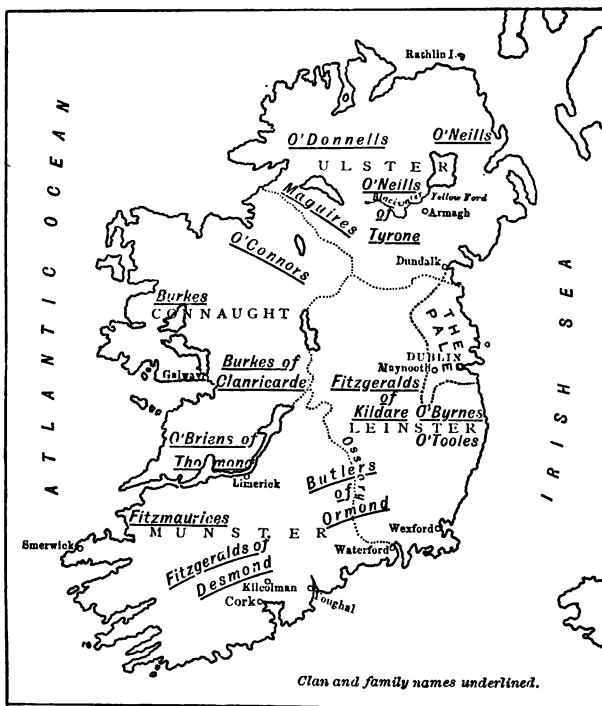 Rathlin I.
O'Donnells
O'Neills
ULSTER
O'Neills
of
Tyrone
Blackwater
Yellow Ford
Armagh
Maguires
O'Connors
Dundalk
ATLANTIC OCEAN
IRISH SEA
Burkes
CONNAUGHT
THE
PALE
DUBLIN
Maynooth
Galway
Burkes of
Clanricarde
Fitzgeralds
of
Kildare
O'Byrnes
LEINSTER
O'Tooles
O'Briens of
Thomond
Limerick
Ossory
Butlers
of
Ormond
Fitzmaurices
MUNSTER
Smerwick
Wexford
Waterford
Fitzgeralds of
Desmond
Kilcolman
Cork
Youghal
Clan and family names underlined.